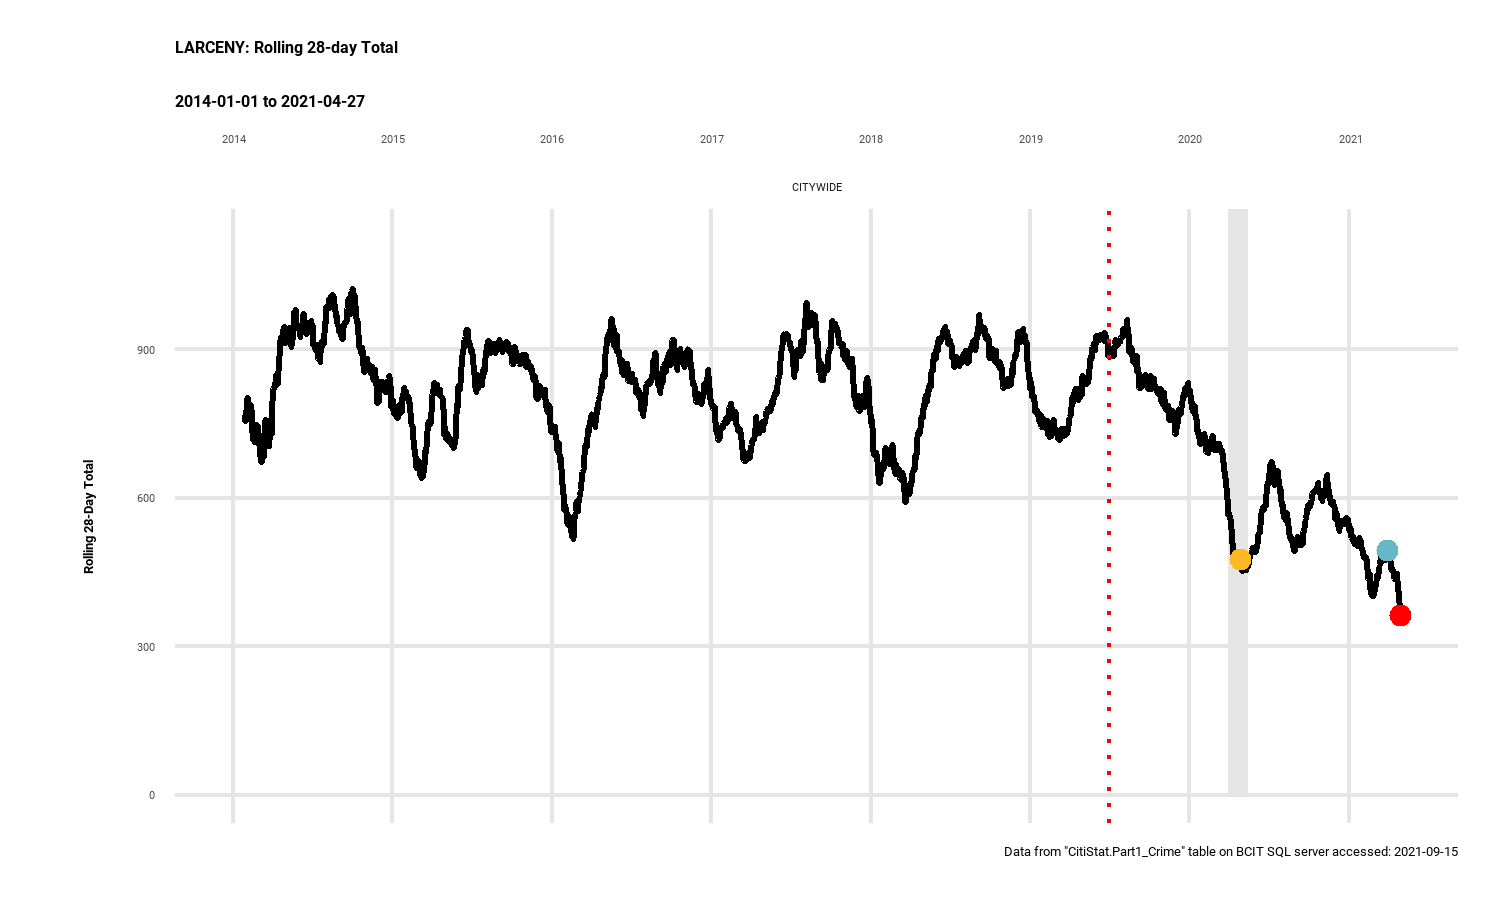 LARCENY: Rolling 28-day Total
2014-01-01 to 2021-04-27
2014 2015 2016 2017 2018 2019 2020 2021
CITYWIDE
Rolling 28-Day Total
900
600
300
0
Data from "CitiStat.Part1_Crime" table on BCIT SQL server accessed: 2021-09-15